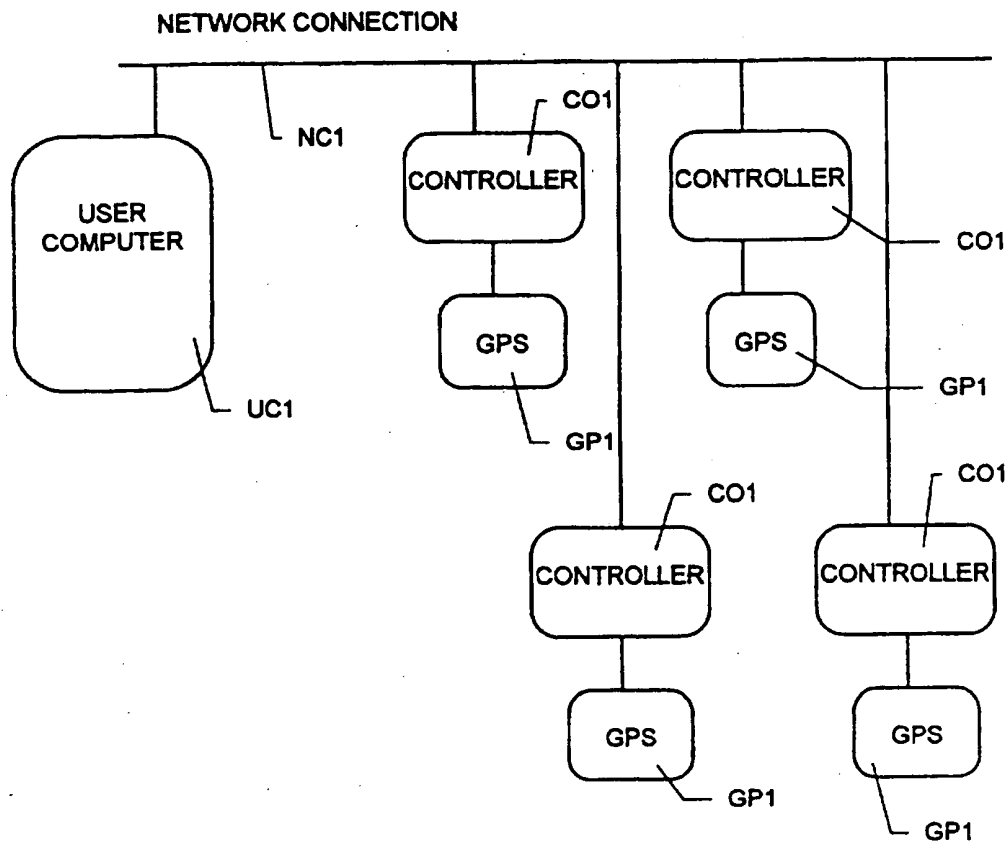 NETWORK CONNECTION
NC1
CO1
USER
COMPUTER
CONTROLLER
CONTROLLER
CO1
GPS
GPS
UC1
GP1
GP1
CO1
CO1
CONTROLLER
CONTROLLER
GPS
GPS
GP1
GP1